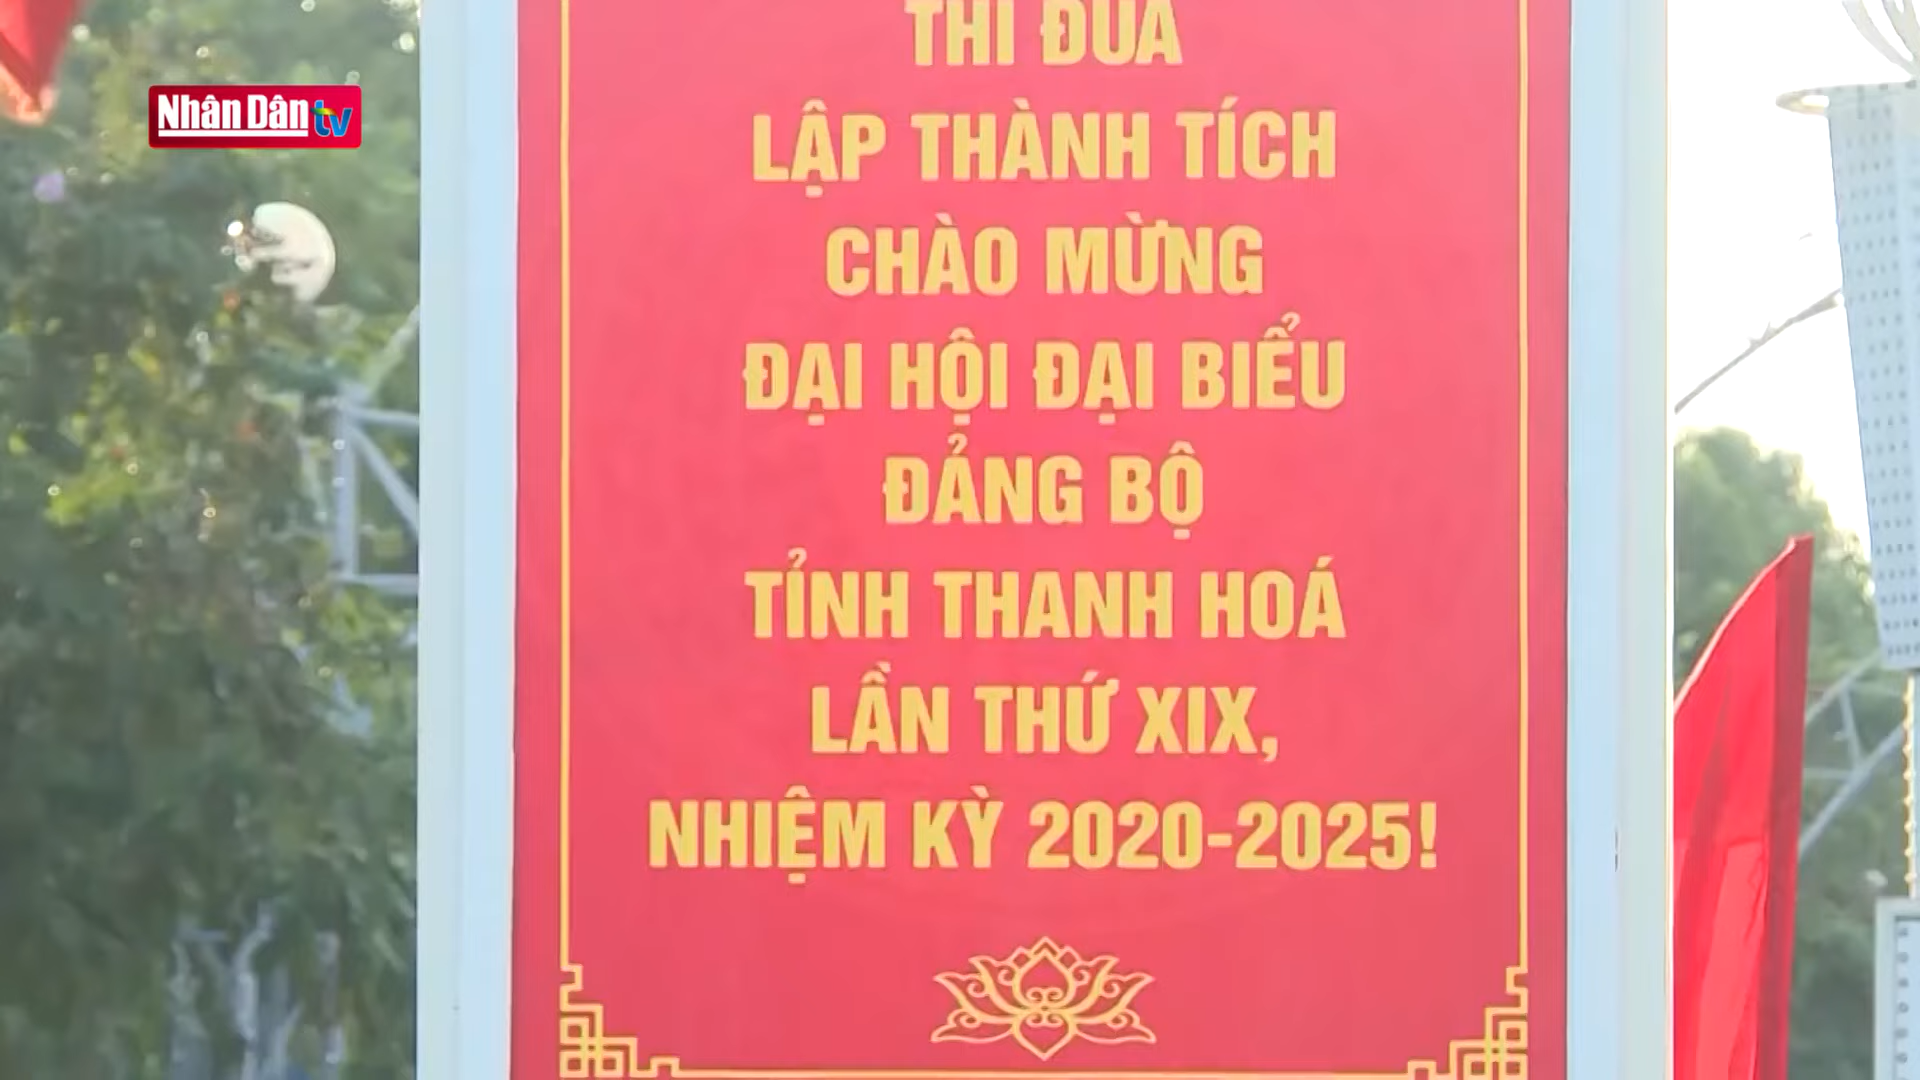 Nhân Dân tv
THI ĐUA
LẬP THÀNH TÍCH
CHÀO MỪNG
ĐẠI HỘI ĐẠI BIỂU
ĐẢNG BỘ
TỈNH THANH HOÁ
LẦN THỨ XIX,
NHIỆM KỲ 2020-2025!